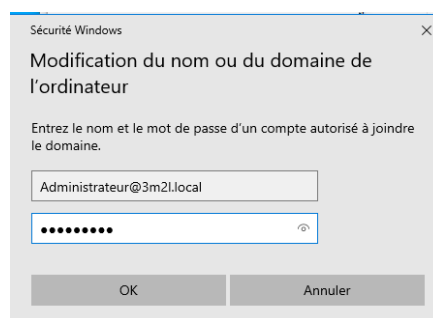 Sécurité Windows
Modification du nom ou du domaine de
l'ordinateur
Entrez le nom et le mot de passe d'un compte autorisé à joindre
le domaine.
Administrateur@3m2l.local
●●●●●●●●●
OK Annuler